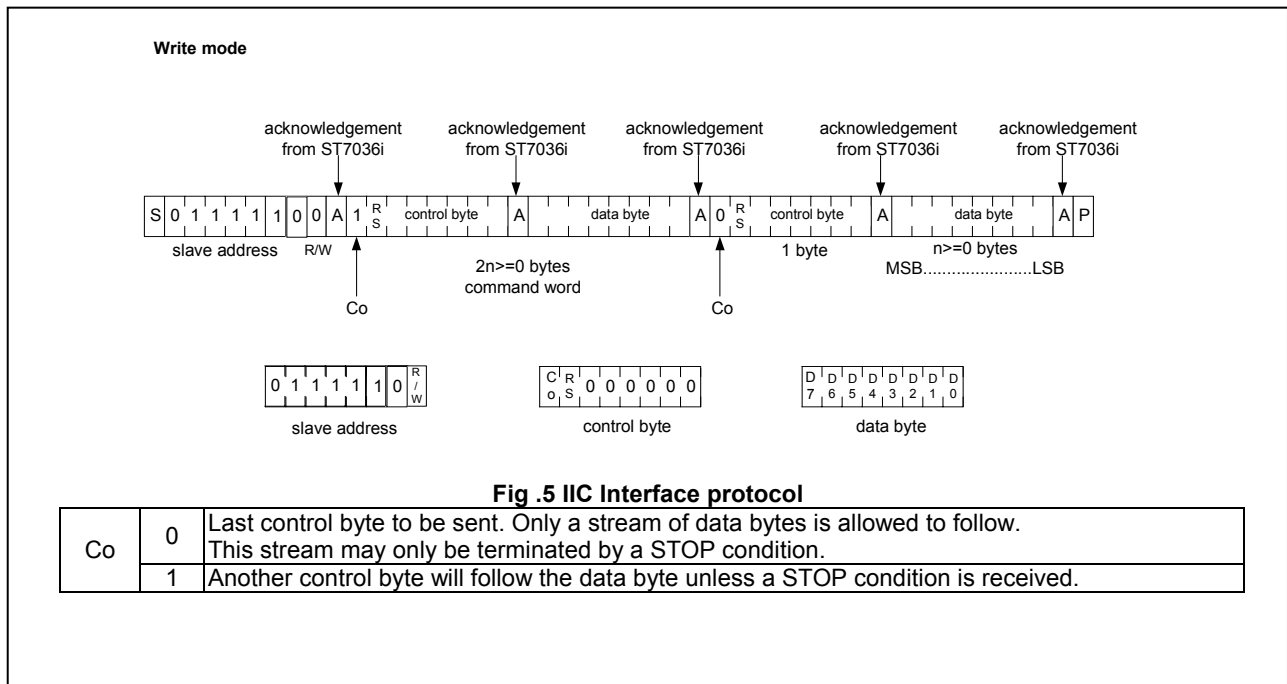 Write mode
acknowledgement acknowledgement acknowledgement acknowledgement acknowledgement
from ST7036i from ST7036i from ST7036i from ST7036i from ST7036i
S 0 1 1 1 1 1 0 0 A 1 RS control byte A data byte A 0 RS control byte A data byte A P
slave address R/W 1 byte n>=0 bytes
2n>=0 bytes MSB.......................LSB
command word
Co Co
0 1 1 1 1 1 0 R/W Co RS 0 0 0 0 0 0 D7 D6 D5 D4 D3 D2 D1 D0
slave address control byte data byte
Fig .5 IIC Interface protocol
Co 0 Last control byte to be sent. Only a stream of data bytes is allowed to follow.
This stream may only be terminated by a STOP condition.
1 Another control byte will follow the data byte unless a STOP condition is received.